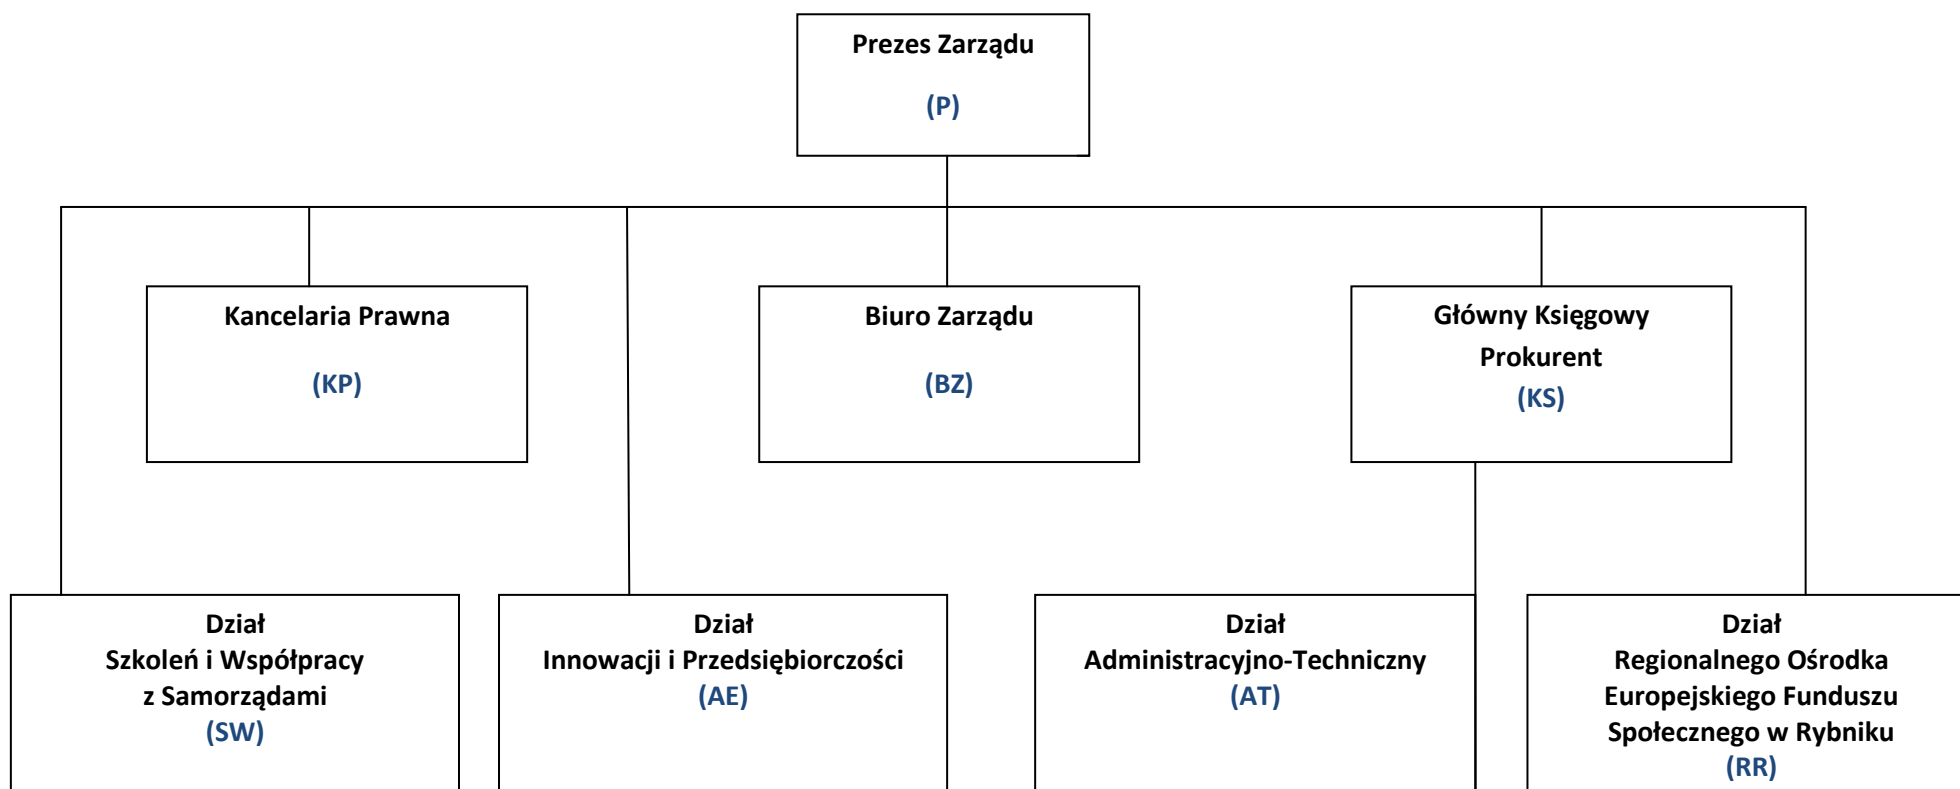 Prezes Zarządu
(P)
Kancelaria Prawna
(KP)
Biuro Zarządu
(BZ)
Główny Księgowy
Prokurent
(KS)
Dział
Szkoleń i Współpracy
z Samorządami
(SW)
Dział
Innowacji i Przedsiębiorczości
(AE)
Dział
Administracyjno-Techniczny
(AT)
Dział
Regionalnego Ośrodka
Europejskiego Funduszu
Społecznego w Rybniku
(RR)